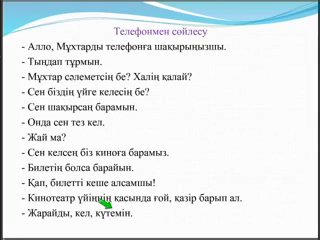 Телефонмен сөйлесу
- Алло, Мұхтарды телефонға шақырыңызшы.
- Тыңдап тұрмын.
- Мұхтар сәлеметсің бе? Халің қалай?
- Сен біздің үйге келесің бе?
- Сен шақырсаң барамын.
- Онда сен тез кел.
- Жай ма?
- Сен келсең біз киноға барамыз.
- Билетің болса барайын.
- Қап, билетті кеше алсамшы!
- Кинотеатр үйіңнің қасында ғой, қазір барып ал.
- Жарайды, кел, күтемін.